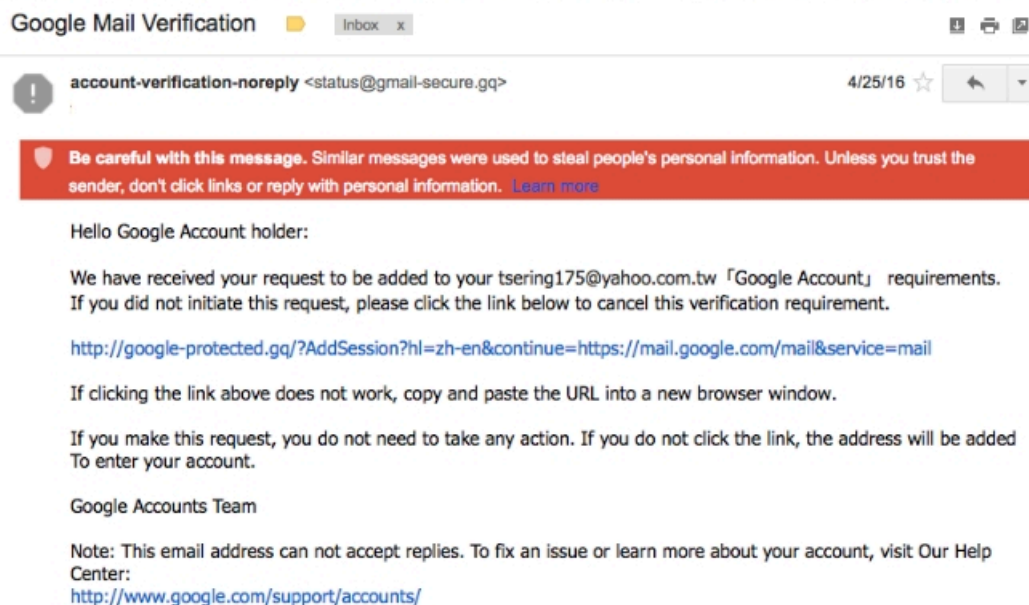 Google Mail Verification
Inbox x
account-verification-noreply <status@gmail-secure.gq>
4/25/16
Be careful with this message. Similar messages were used to steal people's personal information. Unless you trust the
sender, don't click links or reply with personal information. Learn more
Hello Google Account holder:
We have received your request to be added to your tsering175@yahoo.com.tw「Google Account」 requirements.
If you did not initiate this request, please click the link below to cancel this verification requirement.
http://google-protected.gq/?AddSession?hl=zh-en&continue=https://mail.google.com/mail&service=mail
If clicking the link above does not work, copy and paste the URL into a new browser window.
If you make this request, you do not need to take any action. If you do not click the link, the address will be added
To enter your account.
Google Accounts Team
Note: This email address can not accept replies. To fix an issue or learn more about your account, visit Our Help
Center:
http://www.google.com/support/accounts/